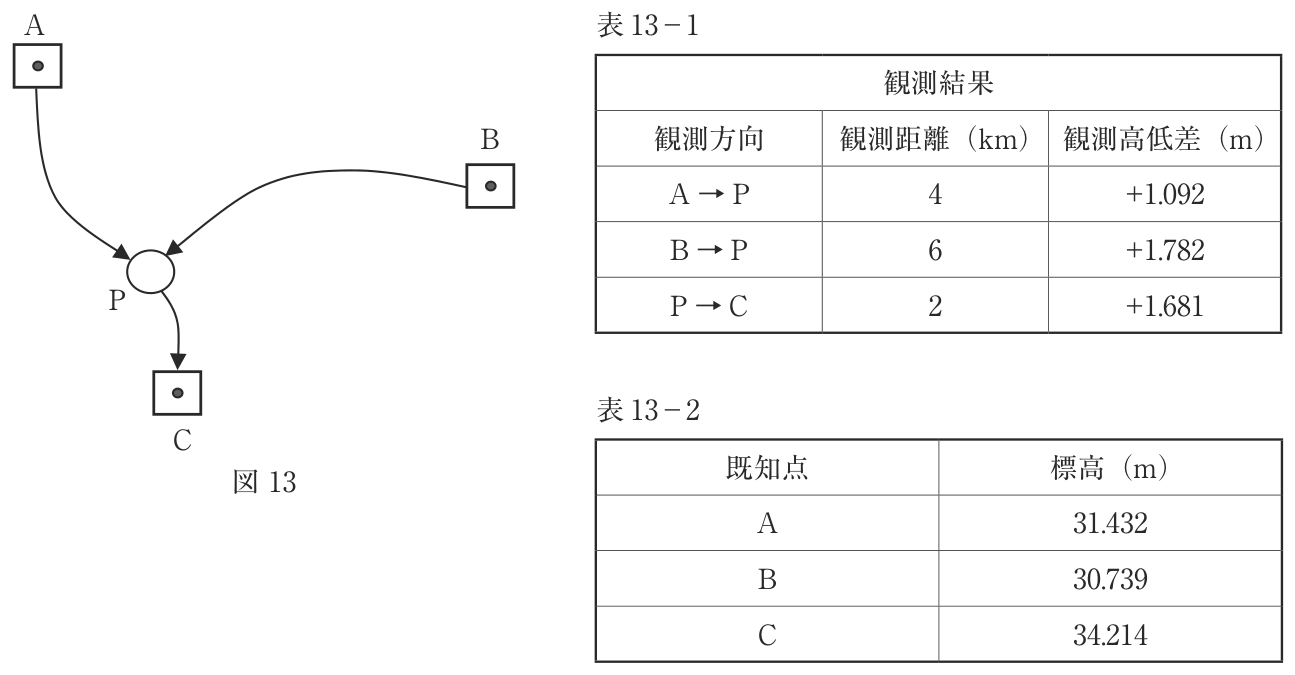 A
B
P
C
図 13
表 13－1
観測結果
観測方向 観測距離（km） 観測高低差（m）
A → P 4 +1.092
B → P 6 +1.782
P → C 2 +1.681
表 13－2
既知点 標高（m）
A 31.432
B 30.739
C 34.214